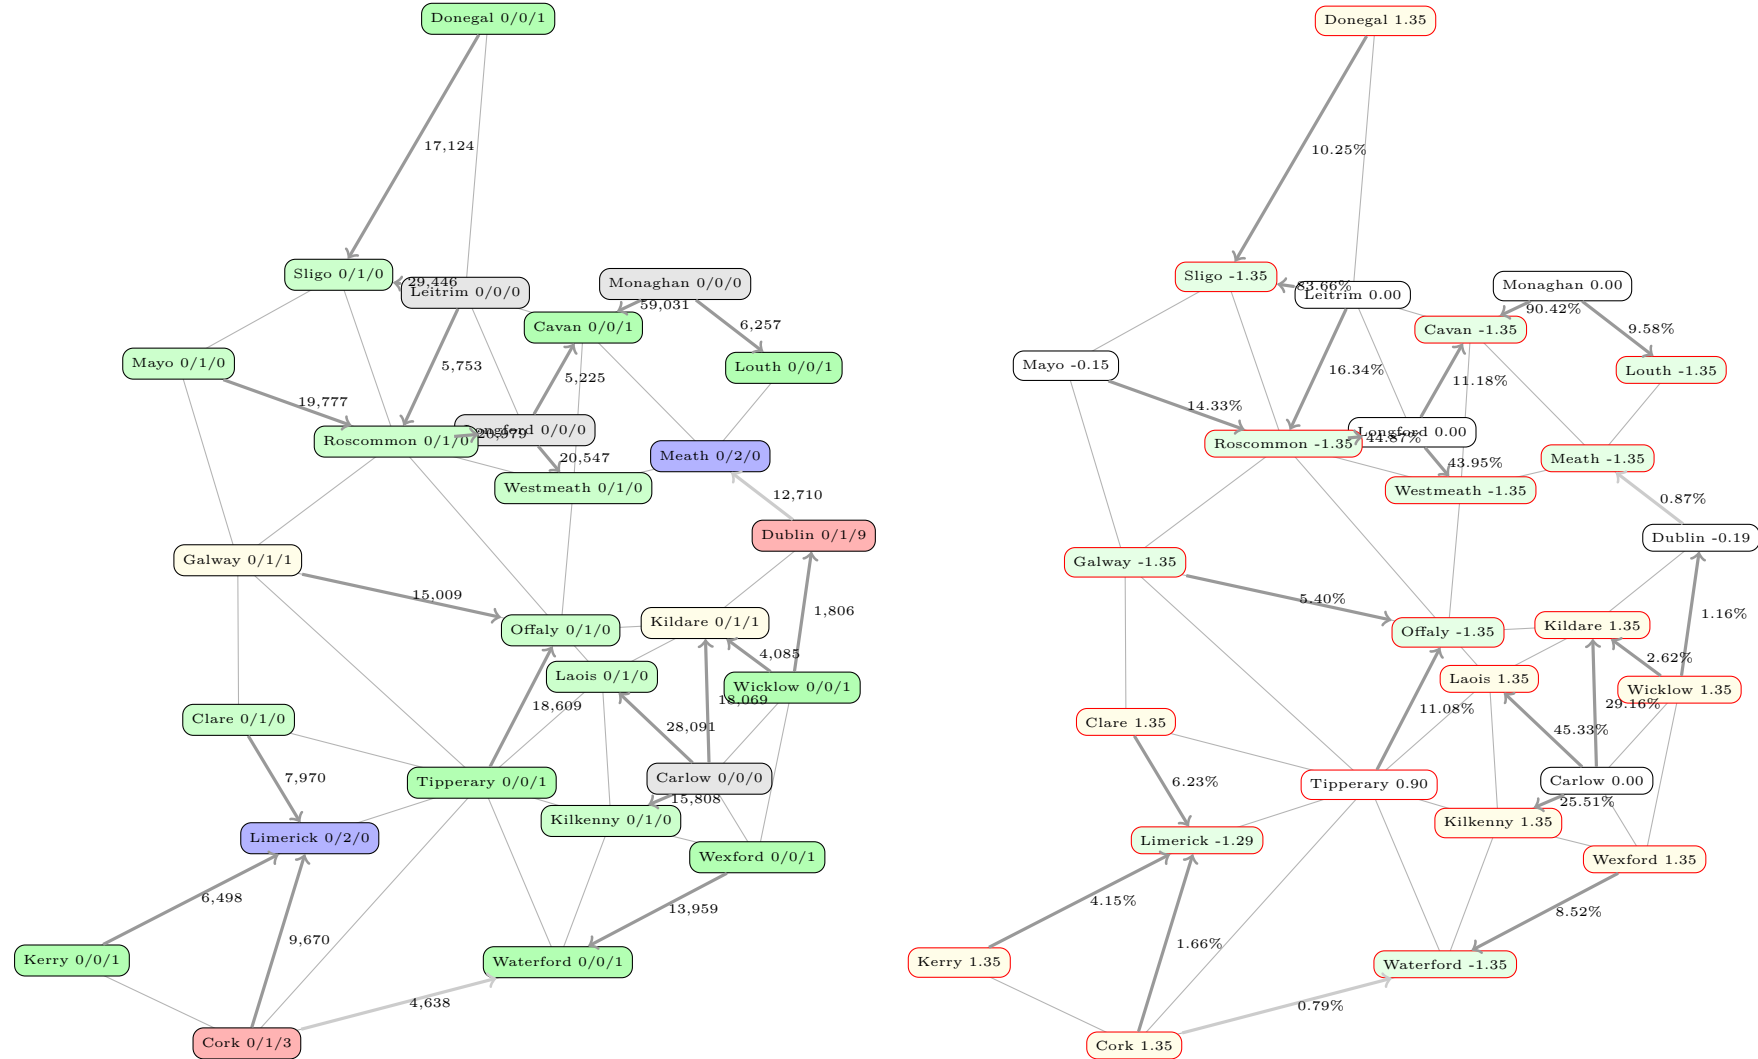 Donegal 0/0/1
17,124
Sligo 0/1/0
29,446
Leitrim 0/0/0
Monaghan 0/0/0
59,031
Cavan 0/0/1
6,257
Mayo 0/1/0
5,753
Louth 0/0/1
19,777
5,225
Roscommon 0/1/0
20,979
Longford 0/0/0
20,547
Meath 0/2/0
Westmeath 0/1/0
12,710
Dublin 0/1/9
Galway 0/1/1
15,009
Offaly 0/1/0
Kildare 0/1/1
1,806
4,085
Laois 0/1/0
Wicklow 0/0/1
18,609
18,069
Clare 0/1/0
28,091
7,970
Tipperary 0/0/1
Carlow 0/0/0
15,808
Limerick 0/2/0
Kilkenny 0/1/0
Wexford 0/0/1
6,498
13,959
9,670
Kerry 0/0/1
Waterford 0/0/1
4,638
Cork 0/1/3
Donegal 1.35
10.25%
Sligo -1.35
83.66%
Leitrim 0.00
Monaghan 0.00
90.42%
Cavan -1.35
9.58%
Mayo -0.15
16.34%
Louth -1.35
14.33%
11.18%
Roscommon -1.35
44.87%
Longford 0.00
43.95%
Meath -1.35
Westmeath -1.35
0.87%
Dublin -0.19
Galway -1.35
5.40%
Offaly -1.35
Kildare 1.35
1.16%
2.62%
Laois 1.35
Wicklow 1.35
11.08%
29.16%
Clare 1.35
45.33%
6.23%
Tipperary 0.90
Carlow 0.00
25.51%
Limerick -1.29
Kilkenny 1.35
Wexford 1.35
4.15%
8.52%
1.66%
Kerry 1.35
Waterford -1.35
0.79%
Cork 1.35